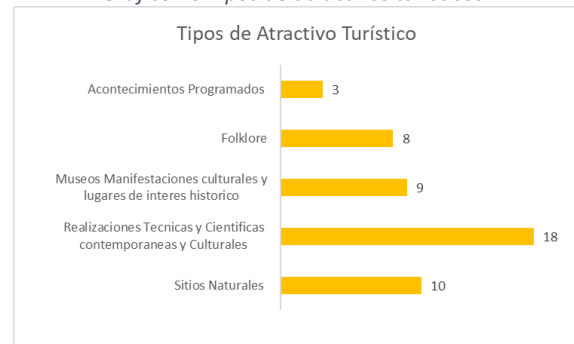 Tipos de Atractivo Turístico
Acontecimientos Programados
3
Folklore
8
Museos Manifestaciones culturales y
lugares de interes historico
9
Realizaciones Tecnicas y Cientificas
contemporaneas y Culturales
18
Sitios Naturales
10